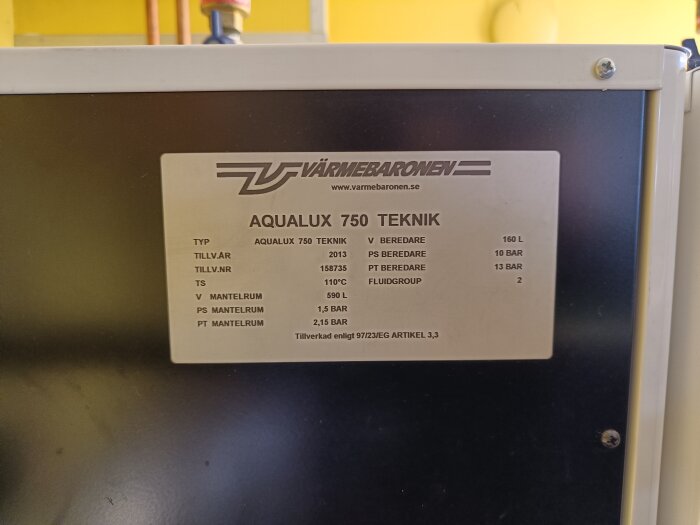 VÄRMEBARONEN
www.varmebaronen.se
AQUALUX 750 TEKNIK
TYP AQUALUX 750 TEKNIK V BEREDARE 160 L
TILLV.ÅR 2013 PS BEREDARE 10 BAR
TILLV.NR 158735 PT BEREDARE 13 BAR
TS 110°C FLUIDGROUP 2
V MANTELRUM 590 L
PS MANTELRUM 1,5 BAR
PT MANTELRUM 2,15 BAR
Tillverkad enligt 97/23/EG ARTIKEL 3,3